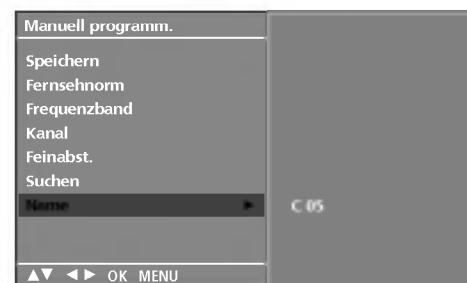 Manuell programm.
Speichern
Fernsehnorm
Frequenzband
Kanal
Feinabst.
Suchen
Name ► C 05
▲▼ ◄► OK MENU